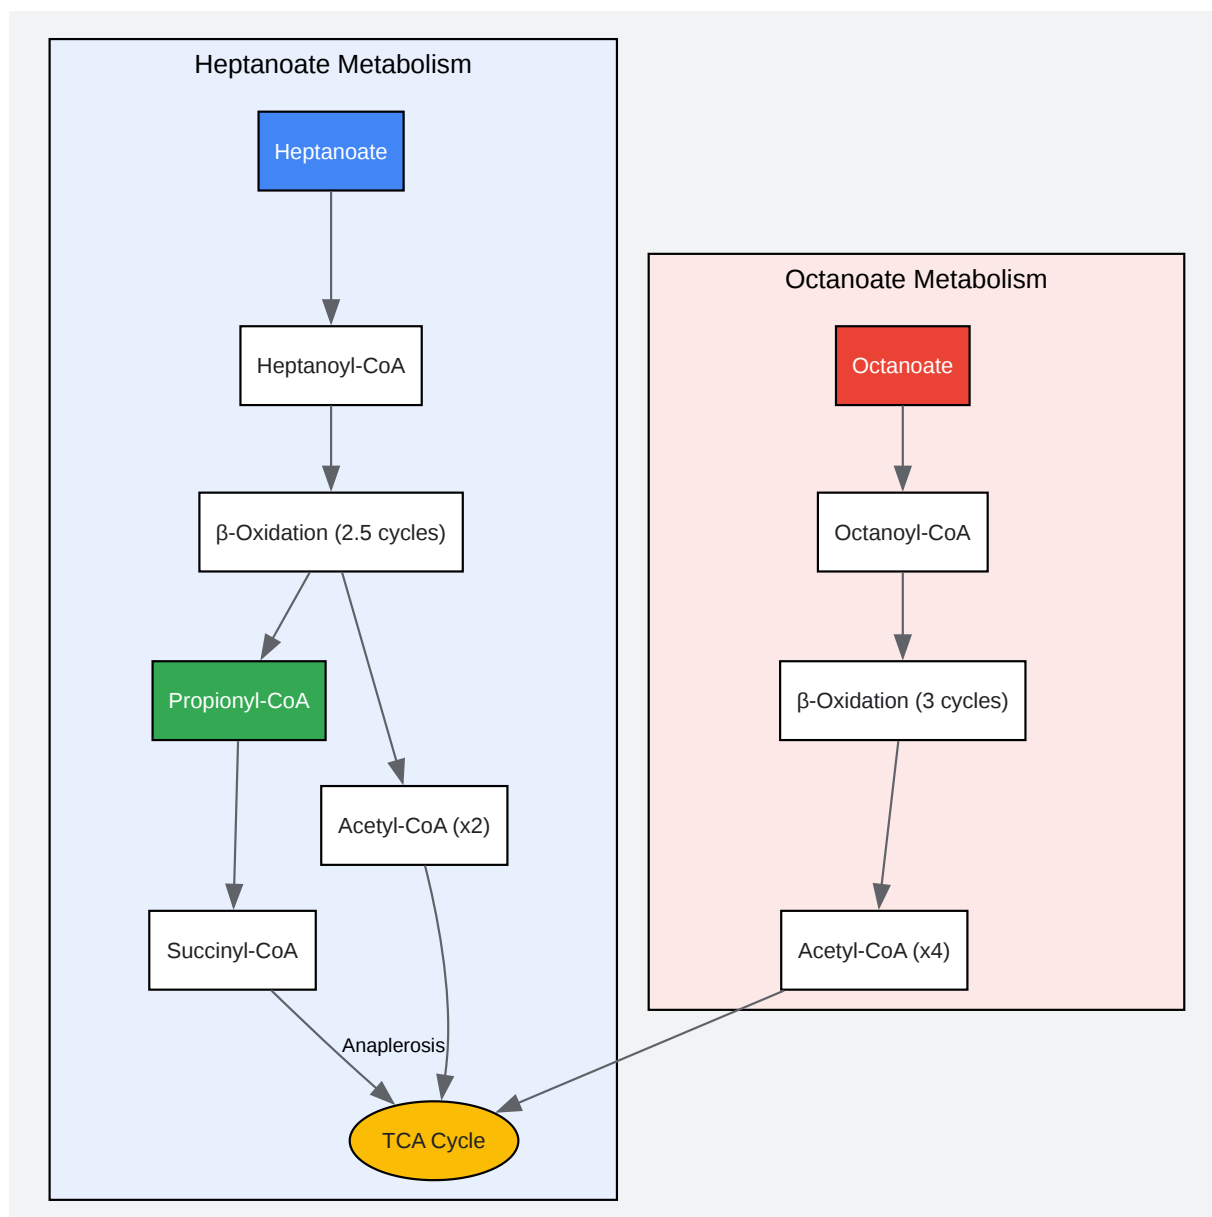 Heptanoate Metabolism
Heptanoate
Heptanoyl-CoA
β-Oxidation (2.5 cycles)
Propionyl-CoA
Acetyl-CoA (x2)
Succinyl-CoA
Anaplerosis
TCA Cycle
Octanoate Metabolism
Octanoate
Octanoyl-CoA
β-Oxidation (3 cycles)
Acetyl-CoA (x4)